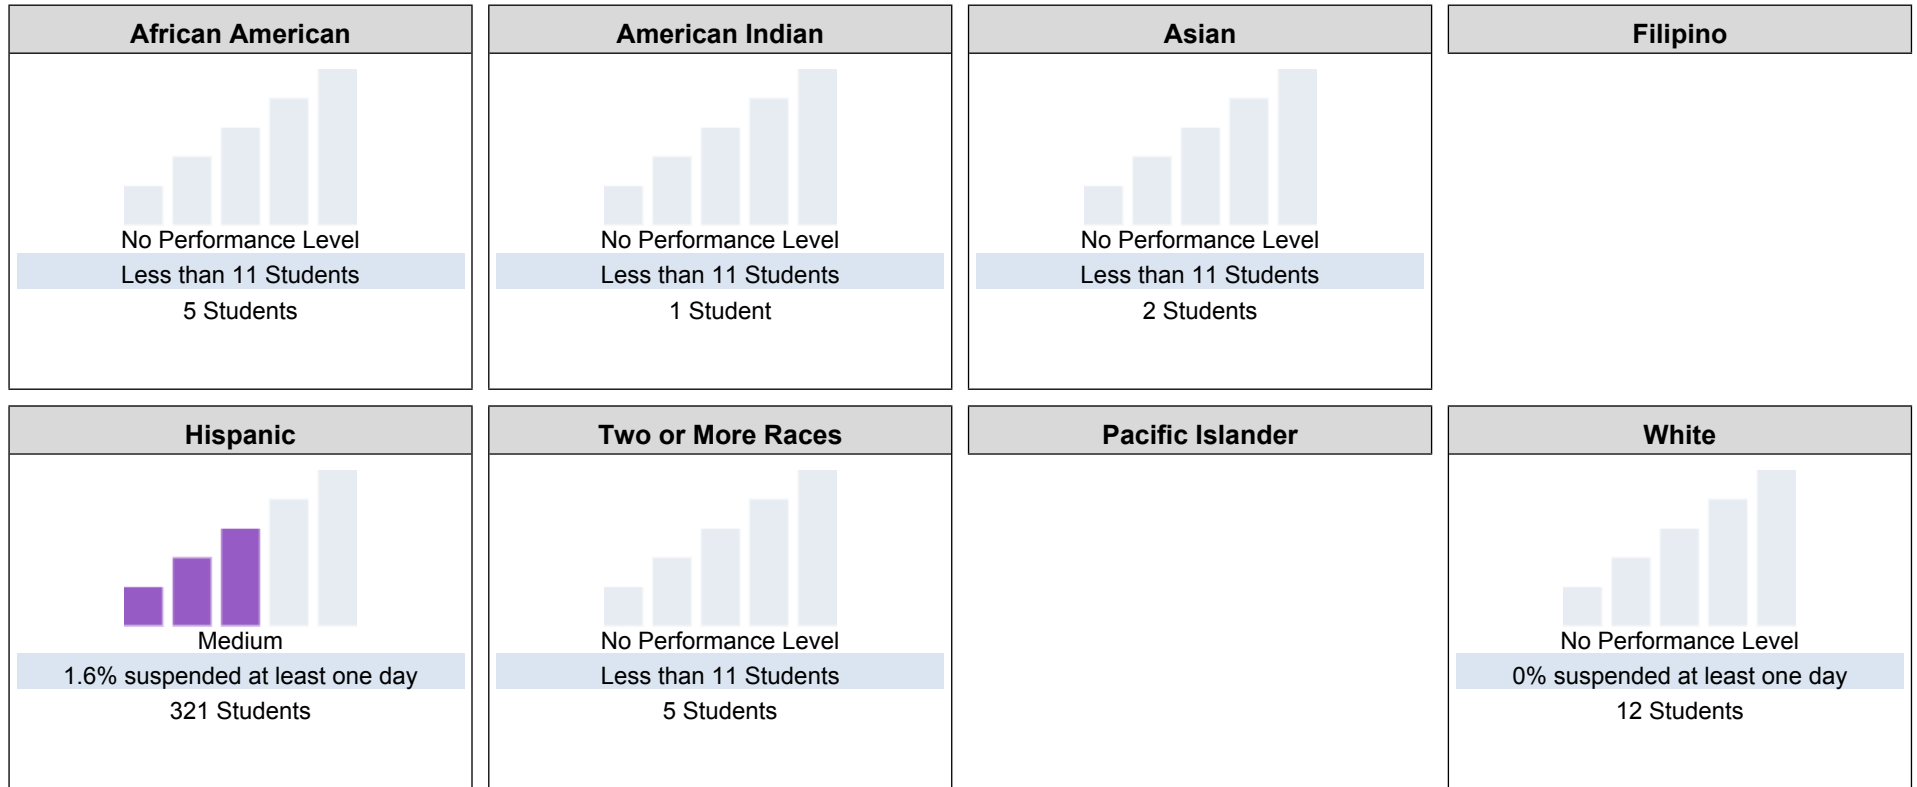 African American
No Performance Level
Less than 11 Students
5 Students
American Indian
No Performance Level
Less than 11 Students
1 Student
Asian
No Performance Level
Less than 11 Students
2 Students
Filipino
Hispanic
Medium
1.6% suspended at least one day
321 Students
Two or More Races
No Performance Level
Less than 11 Students
5 Students
Pacific Islander
White
No Performance Level
0% suspended at least one day
12 Students